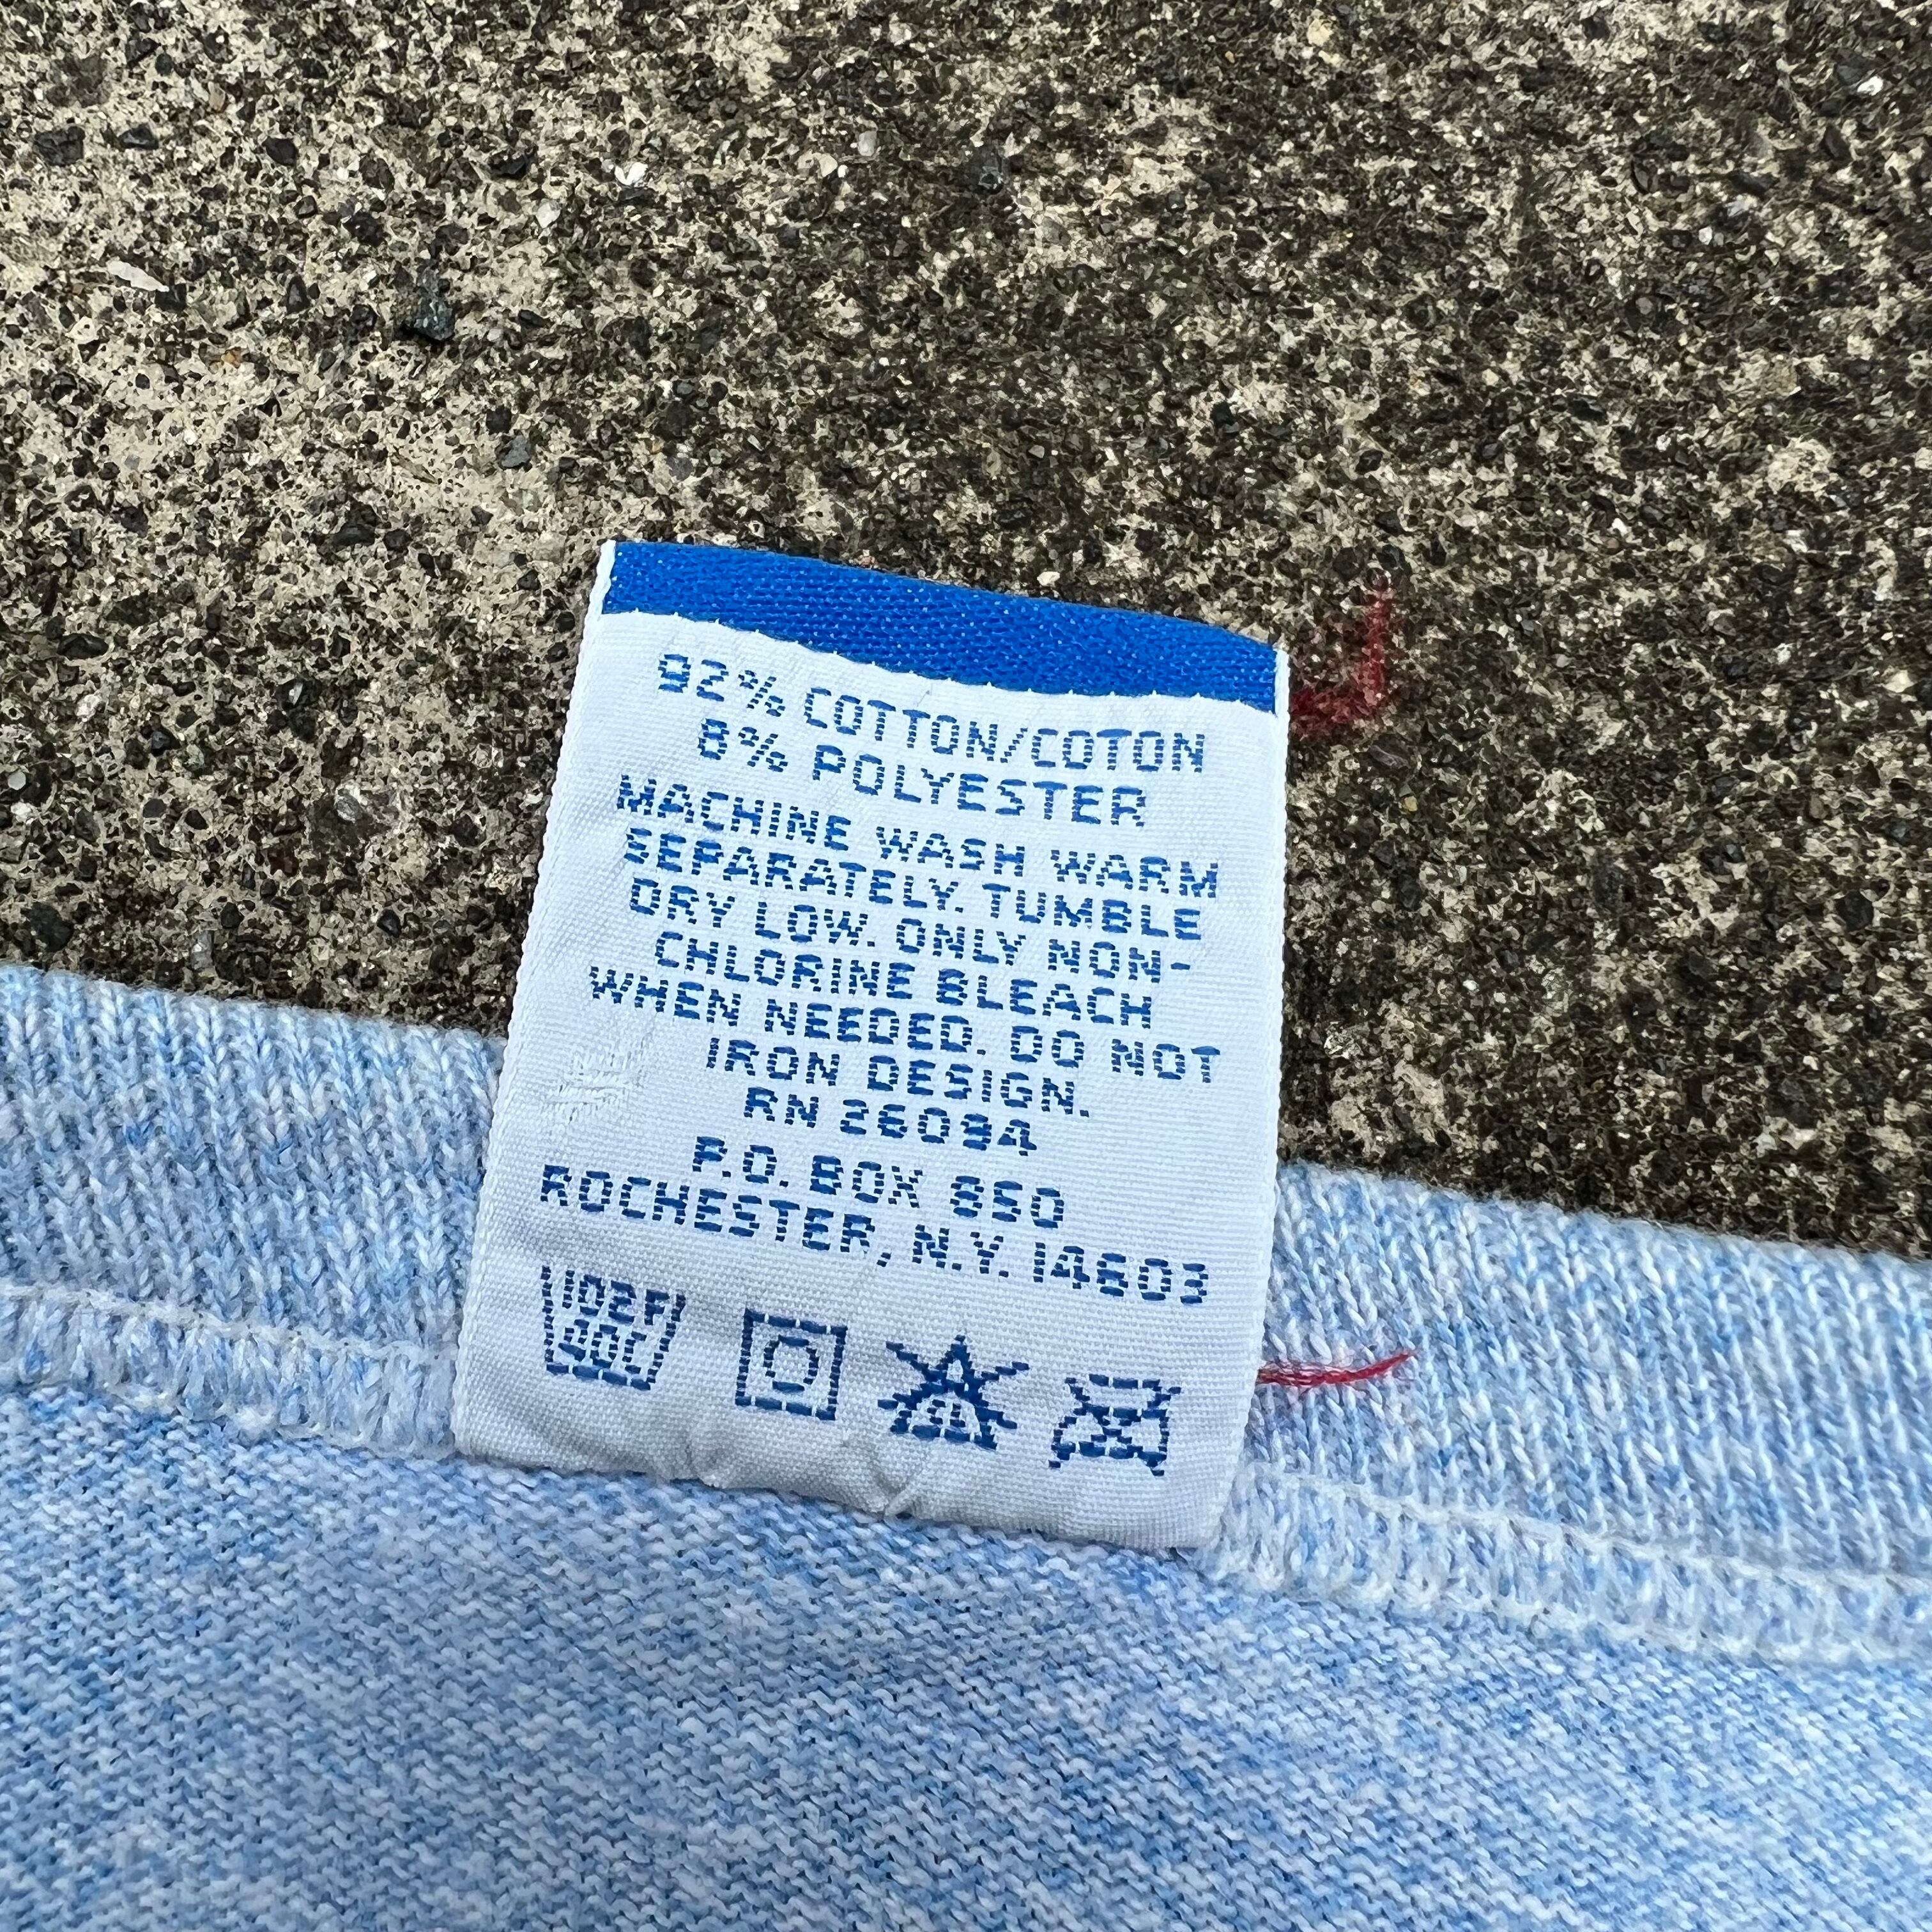 92% COTTON/COTON
8% POLYESTER
MACHINE WASH WARM
SEPARATELY. TUMBLE
DRY LOW. ONLY NON-
CHLORINE BLEACH
WHEN NEEDED. DO NOT
IRON DESIGN.
RN 26094
P.O. BOX 850
ROCHESTER, N.Y. 14603